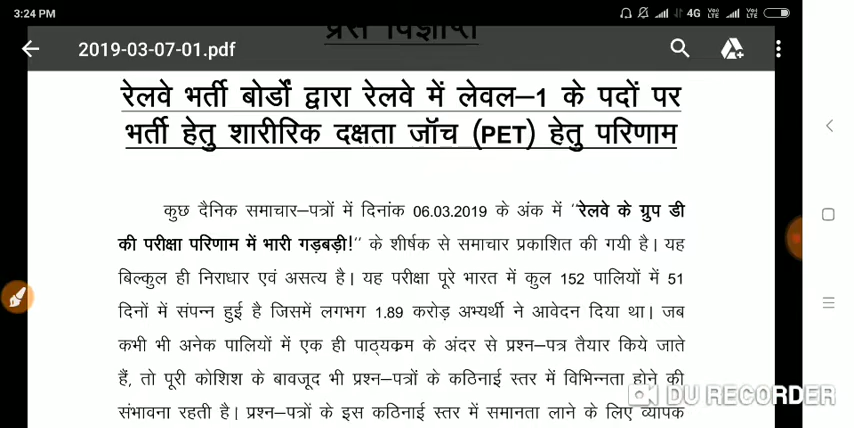 3:24 PM 4G VoLTE VoLTE
प्रेस विज्ञप्ति
2019-03-07-01.pdf
रेलवे भर्ती बोर्डों द्वारा रेलवे में लेवल–1 के पदों पर
भर्ती हेतु शारीरिक दक्षता जॉच (PET) हेतु परिणाम
कुछ दैनिक समाचार–पत्रों में दिनांक 06.03.2019 के अंक में "रेलवे के ग्रुप डी
की परीक्षा परिणाम में भारी गड़बड़ी!" के शीर्षक से समाचार प्रकाशित की गयी है। यह
बिल्कुल ही निराधार एवं असत्य है। यह परीक्षा पूरे भारत में कुल 152 पालियों में 51
दिनों में संपन्न हुई है जिसमें लगभग 1.89 करोड़ अभ्यर्थी ने आवेदन दिया था। जब
कभी भी अनेक पालियों में एक ही पाठ्यक्रम के अंदर से प्रश्न–पत्र तैयार किये जाते
हैं, तो पूरी कोशिश के बावजूद भी प्रश्न–पत्रों के कठिनाई स्तर में विभिन्नता होने की
संभावना रहती है। प्रश्न–पत्रों के इस कठिनाई स्तर में समानता लाने के लिए व्यापक
DU RECORDER